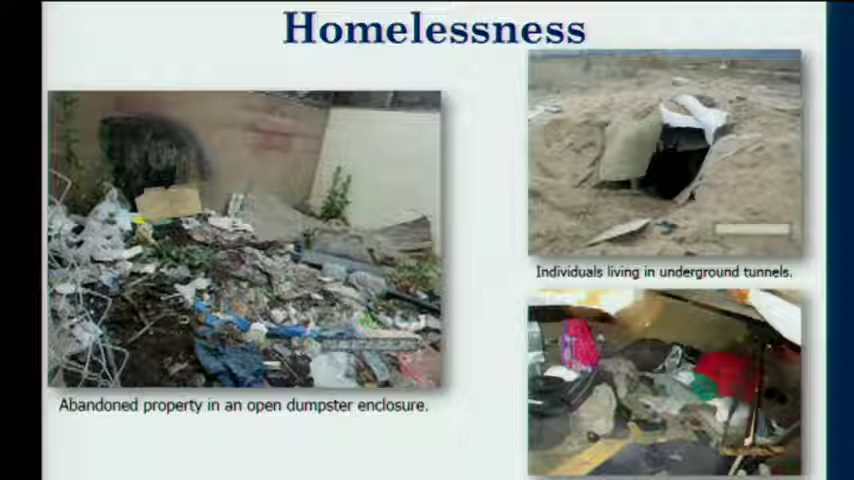 Homelessness
Individuals living in underground tunnels.
Abandoned property in an open dumpster enclosure.